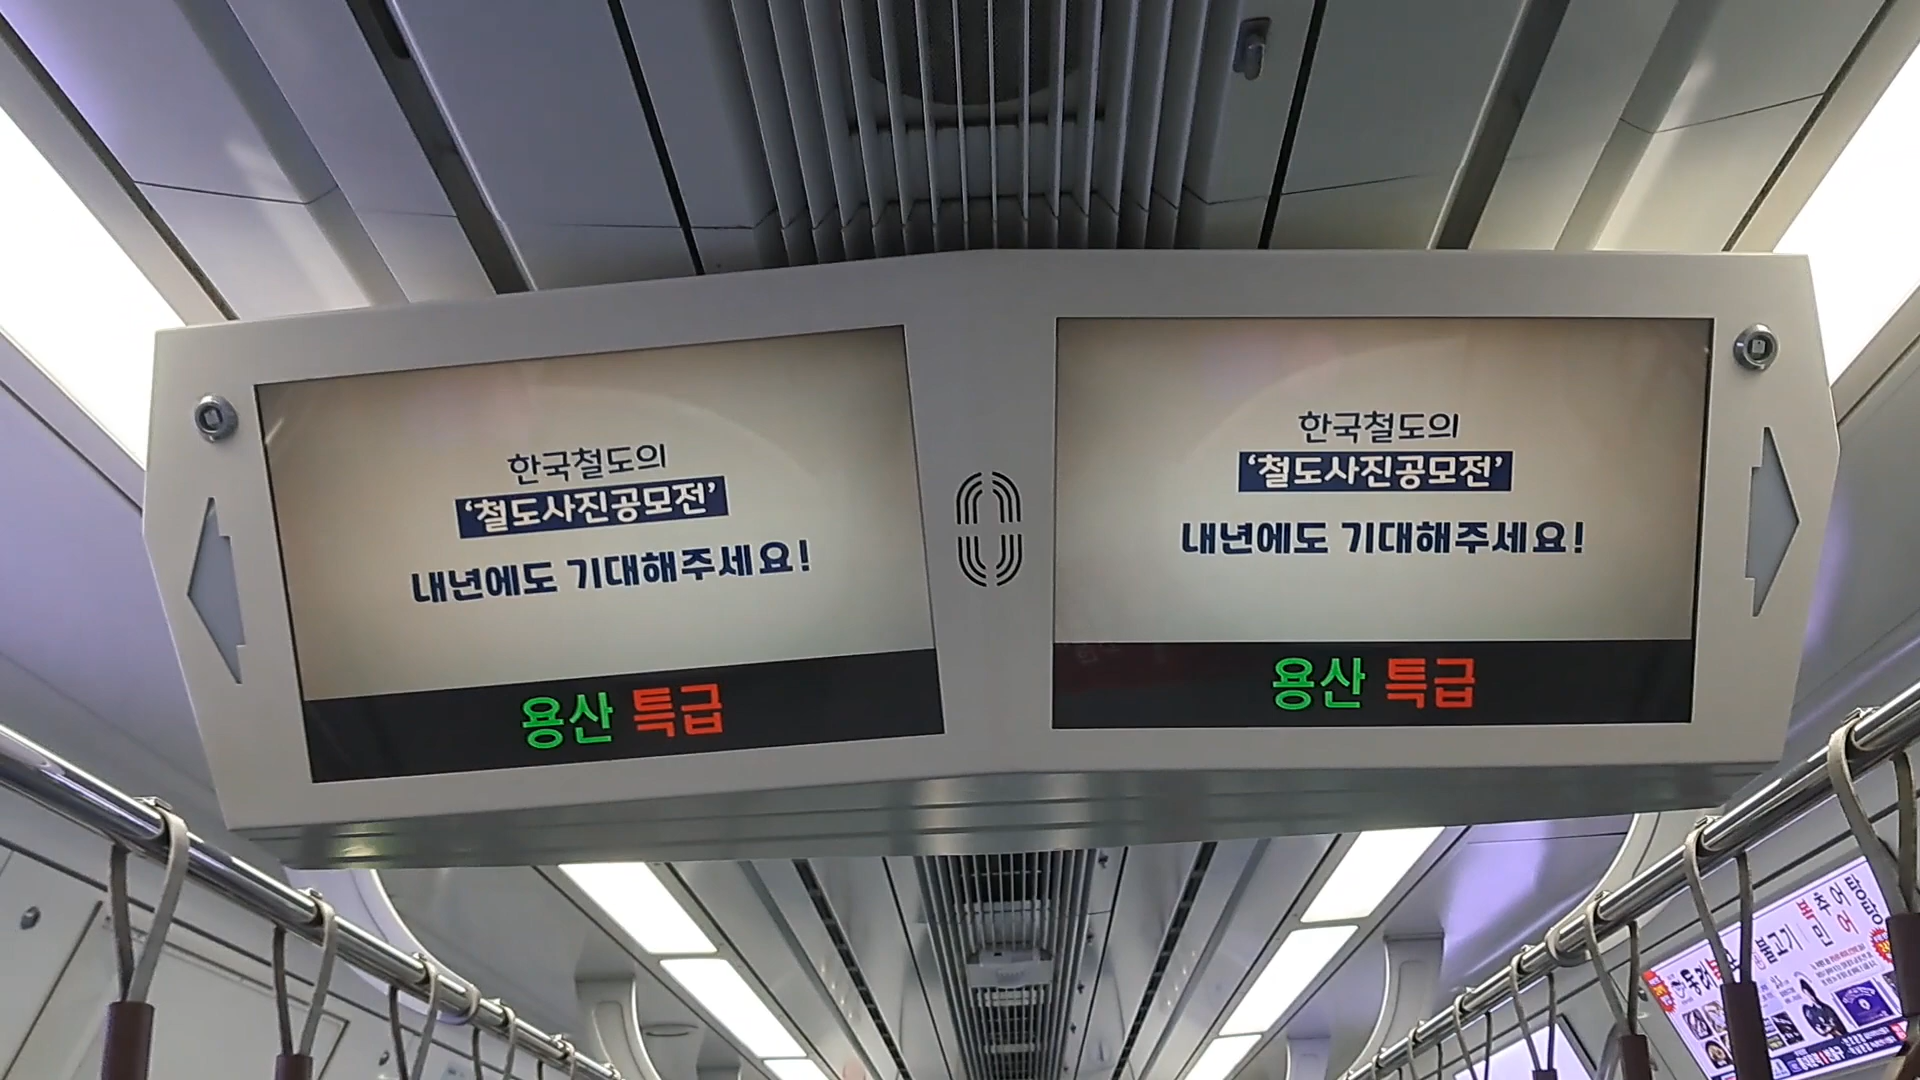 한국철도의
‘철도사진공모전’
내년에도 기대해주세요!
용산 특급
한국철도의
‘철도사진공모전’
내년에도 기대해주세요!
용산 특급